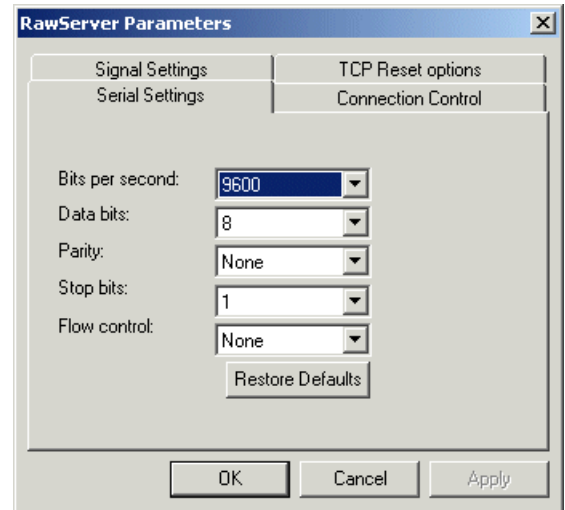 RawServer Parameters
Signal Settings
TCP Reset options
Serial Settings
Connection Control
Bits per second:
9600
Data bits:
8
Parity:
None
Stop bits:
1
Flow control:
None
Restore Defaults
OK
Cancel
Apply